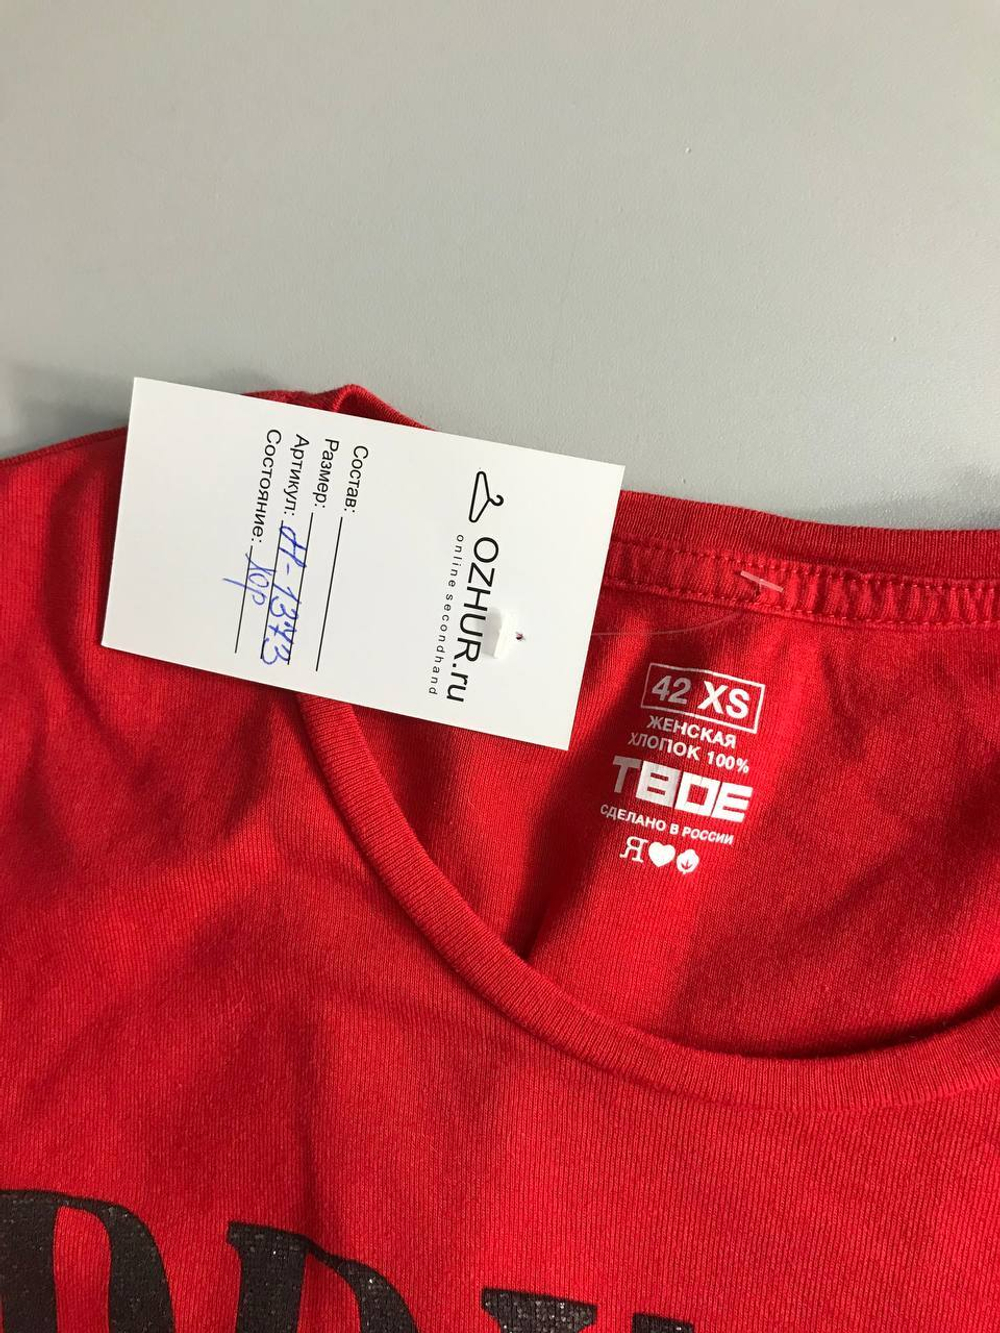 OZHUR.ru
online secondhand
Состав:
Размер:
Артикул: Н-1373
Состояние: хор
42 XS
ЖЕНСКАЯ
ХЛОПОК 100%
ТВОЕ
СДЕЛАНО В РОССИИ
Я